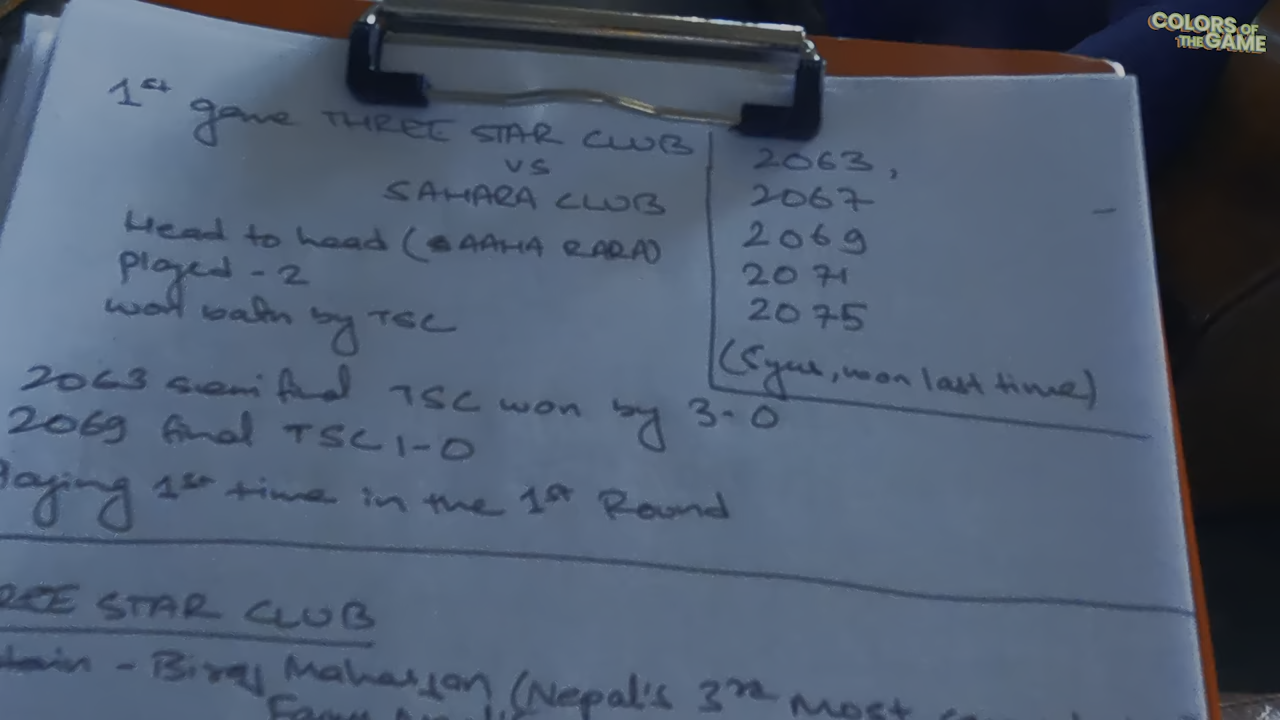 COLORS OF
THE GAME
1st game THREE STAR CLUB
VS
SAHARA CLUB
Head to head (AAHA RARA)
Played - 2
won both by TSC
2063,
2067
2069
2071
2075
(5 year, won last time)
2063 semi final TSC won by 3-0
2069 final TSC 1-0
Playing 1st time in the 1st Round
REE STAR CLUB
tain - Biraj Maharjan (Nepal's 3rd Most